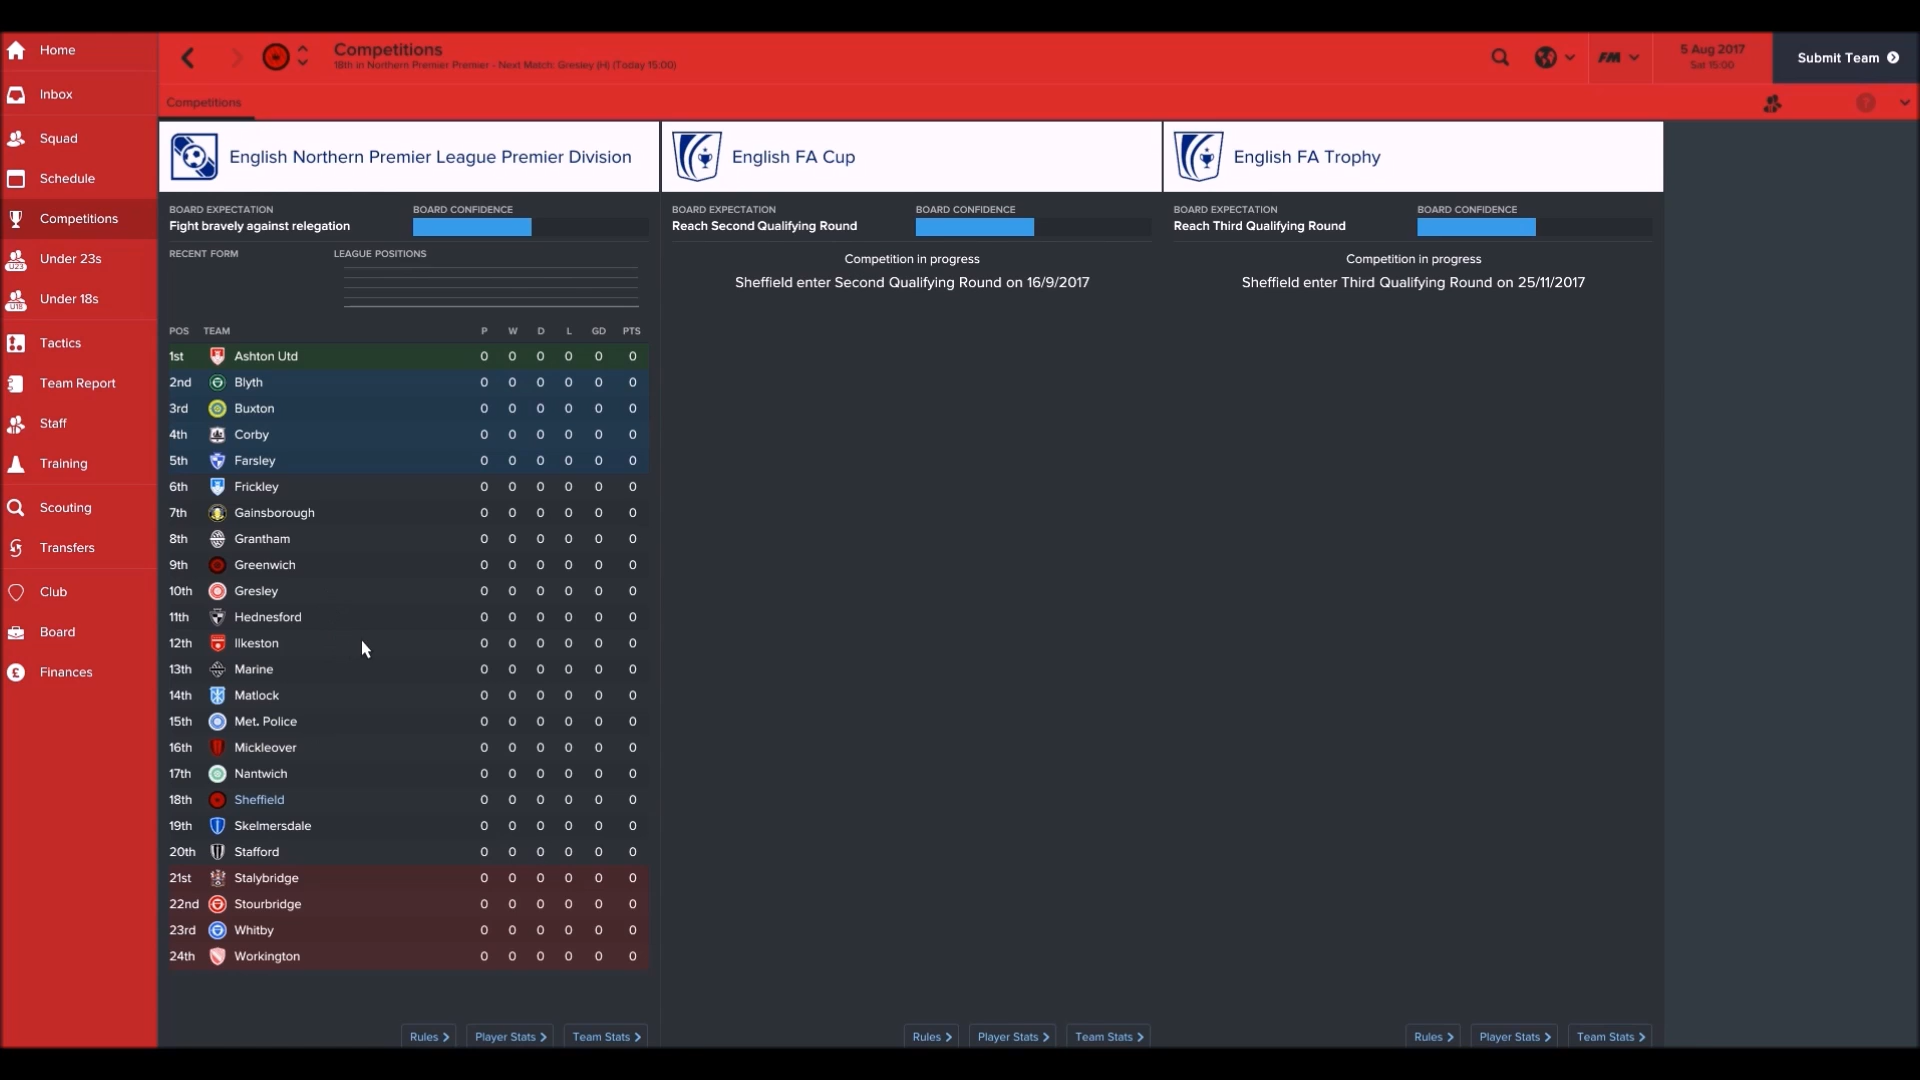 Home
Inbox
Squad
Schedule
Competitions
Under 23s
Under 18s
Tactics
Team Report
Staff
Training
Scouting
Transfers
Club
Board
Finances
Competitions
18th in Northern Premier Premier - Next Match: Gresley (H) (Today 15:00)
FM
5 Aug 2017
Sat 15:00
Submit Team
Competitions
English Northern Premier League Premier Division
BOARD EXPECTATION BOARD CONFIDENCE
Fight bravely against relegation
RECENT FORM LEAGUE POSITIONS
POS TEAM P W D L GD PTS
1st Ashton Utd 0 0 0 0 0 0
2nd Blyth 0 0 0 0 0 0
3rd Buxton 0 0 0 0 0 0
4th Corby 0 0 0 0 0 0
5th Farsley 0 0 0 0 0 0
6th Frickley 0 0 0 0 0 0
7th Gainsborough 0 0 0 0 0 0
8th Grantham 0 0 0 0 0 0
9th Greenwich 0 0 0 0 0 0
10th Gresley 0 0 0 0 0 0
11th Hednesford 0 0 0 0 0 0
12th Ilkeston 0 0 0 0 0 0
13th Marine 0 0 0 0 0 0
14th Matlock 0 0 0 0 0 0
15th Met. Police 0 0 0 0 0 0
16th Mickleover 0 0 0 0 0 0
17th Nantwich 0 0 0 0 0 0
18th Sheffield 0 0 0 0 0 0
19th Skelmersdale 0 0 0 0 0 0
20th Stafford 0 0 0 0 0 0
21st Stalybridge 0 0 0 0 0 0
22nd Stourbridge 0 0 0 0 0 0
23rd Whitby 0 0 0 0 0 0
24th Workington 0 0 0 0 0 0
Rules Player Stats Team Stats
English FA Cup
BOARD EXPECTATION BOARD CONFIDENCE
Reach Second Qualifying Round
Competition in progress
Sheffield enter Second Qualifying Round on 16/9/2017
Rules Player Stats Team Stats
English FA Trophy
BOARD EXPECTATION BOARD CONFIDENCE
Reach Third Qualifying Round
Competition in progress
Sheffield enter Third Qualifying Round on 25/11/2017
Rules Player Stats Team Stats